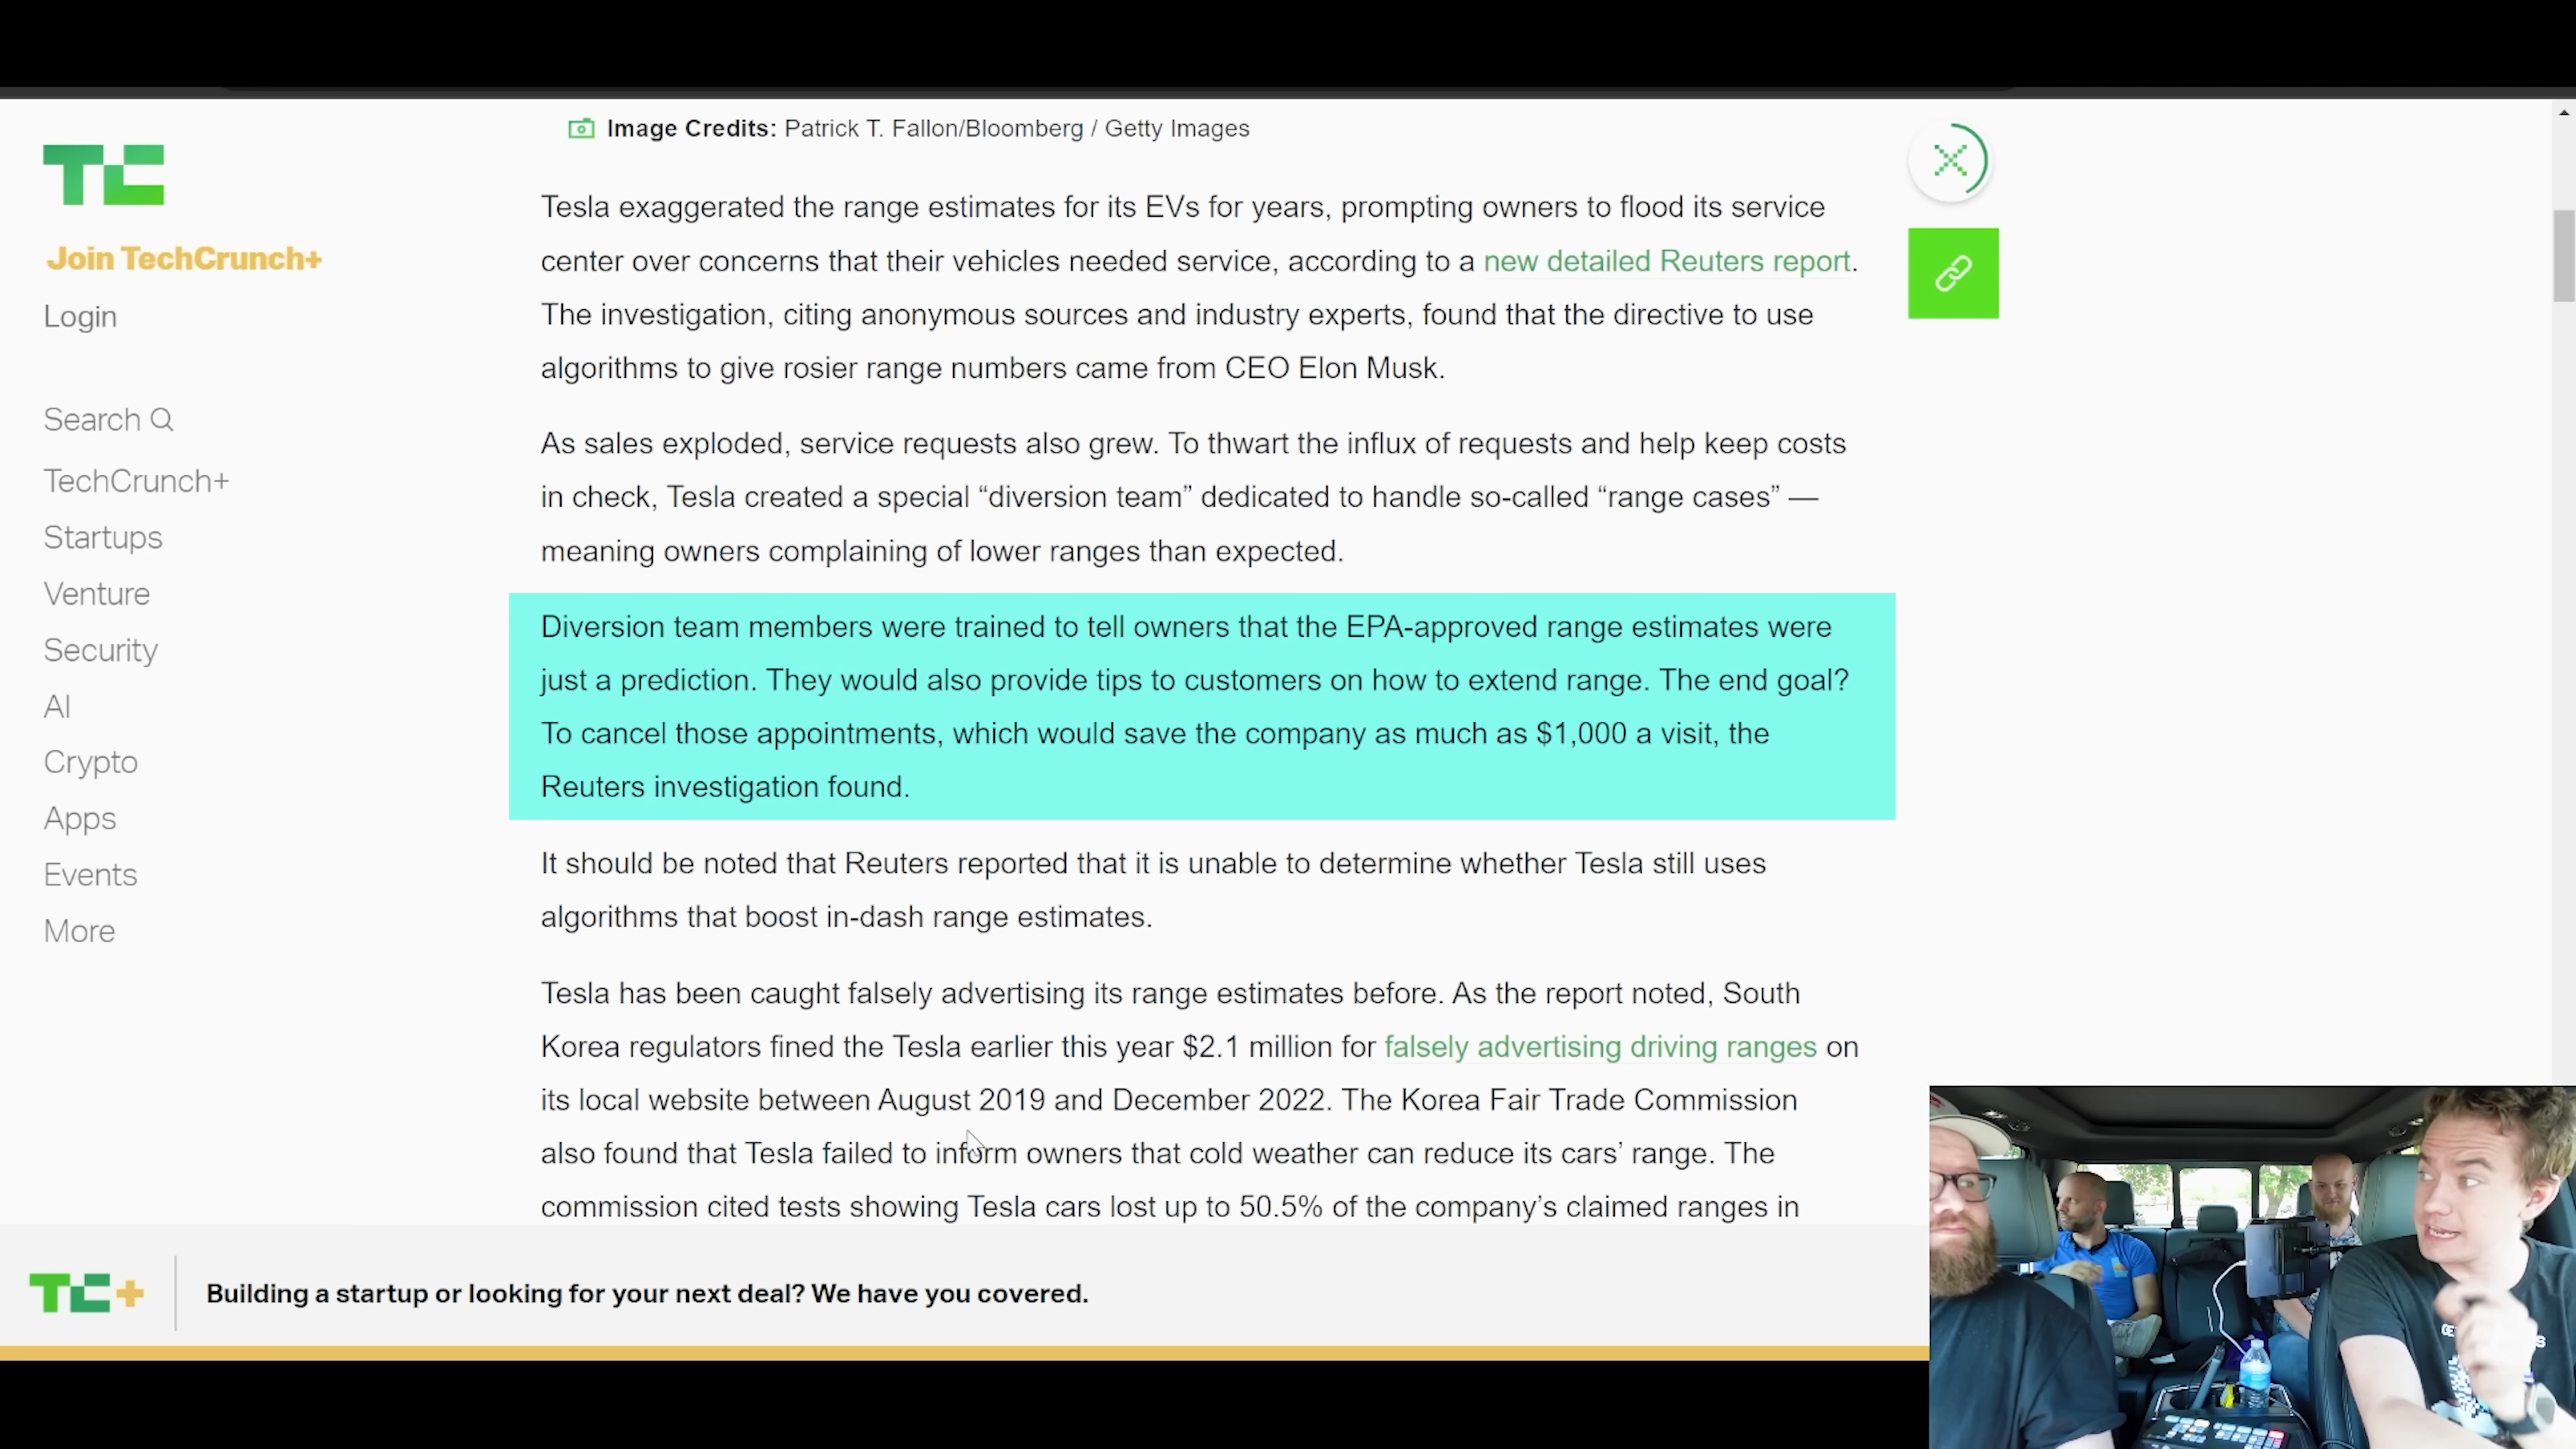 Image Credits: Patrick T. Fallon/Bloomberg / Getty Images
TC
Join TechCrunch+
Login
Search
TechCrunch+
Startups
Venture
Security
AI
Crypto
Apps
Events
More
Tesla exaggerated the range estimates for its EVs for years, prompting owners to flood its service
center over concerns that their vehicles needed service, according to a new detailed Reuters report.
The investigation, citing anonymous sources and industry experts, found that the directive to use
algorithms to give rosier range numbers came from CEO Elon Musk.
As sales exploded, service requests also grew. To thwart the influx of requests and help keep costs
in check, Tesla created a special “diversion team” dedicated to handle so-called “range cases” —
meaning owners complaining of lower ranges than expected.
Diversion team members were trained to tell owners that the EPA-approved range estimates were
just a prediction. They would also provide tips to customers on how to extend range. The end goal?
To cancel those appointments, which would save the company as much as $1,000 a visit, the
Reuters investigation found.
It should be noted that Reuters reported that it is unable to determine whether Tesla still uses
algorithms that boost in-dash range estimates.
Tesla has been caught falsely advertising its range estimates before. As the report noted, South
Korea regulators fined the Tesla earlier this year $2.1 million for falsely advertising driving ranges on
its local website between August 2019 and December 2022. The Korea Fair Trade Commission
also found that Tesla failed to inform owners that cold weather can reduce its cars’ range. The
commission cited tests showing Tesla cars lost up to 50.5% of the company’s claimed ranges in
TC+
Building a startup or looking for your next deal? We have you covered.